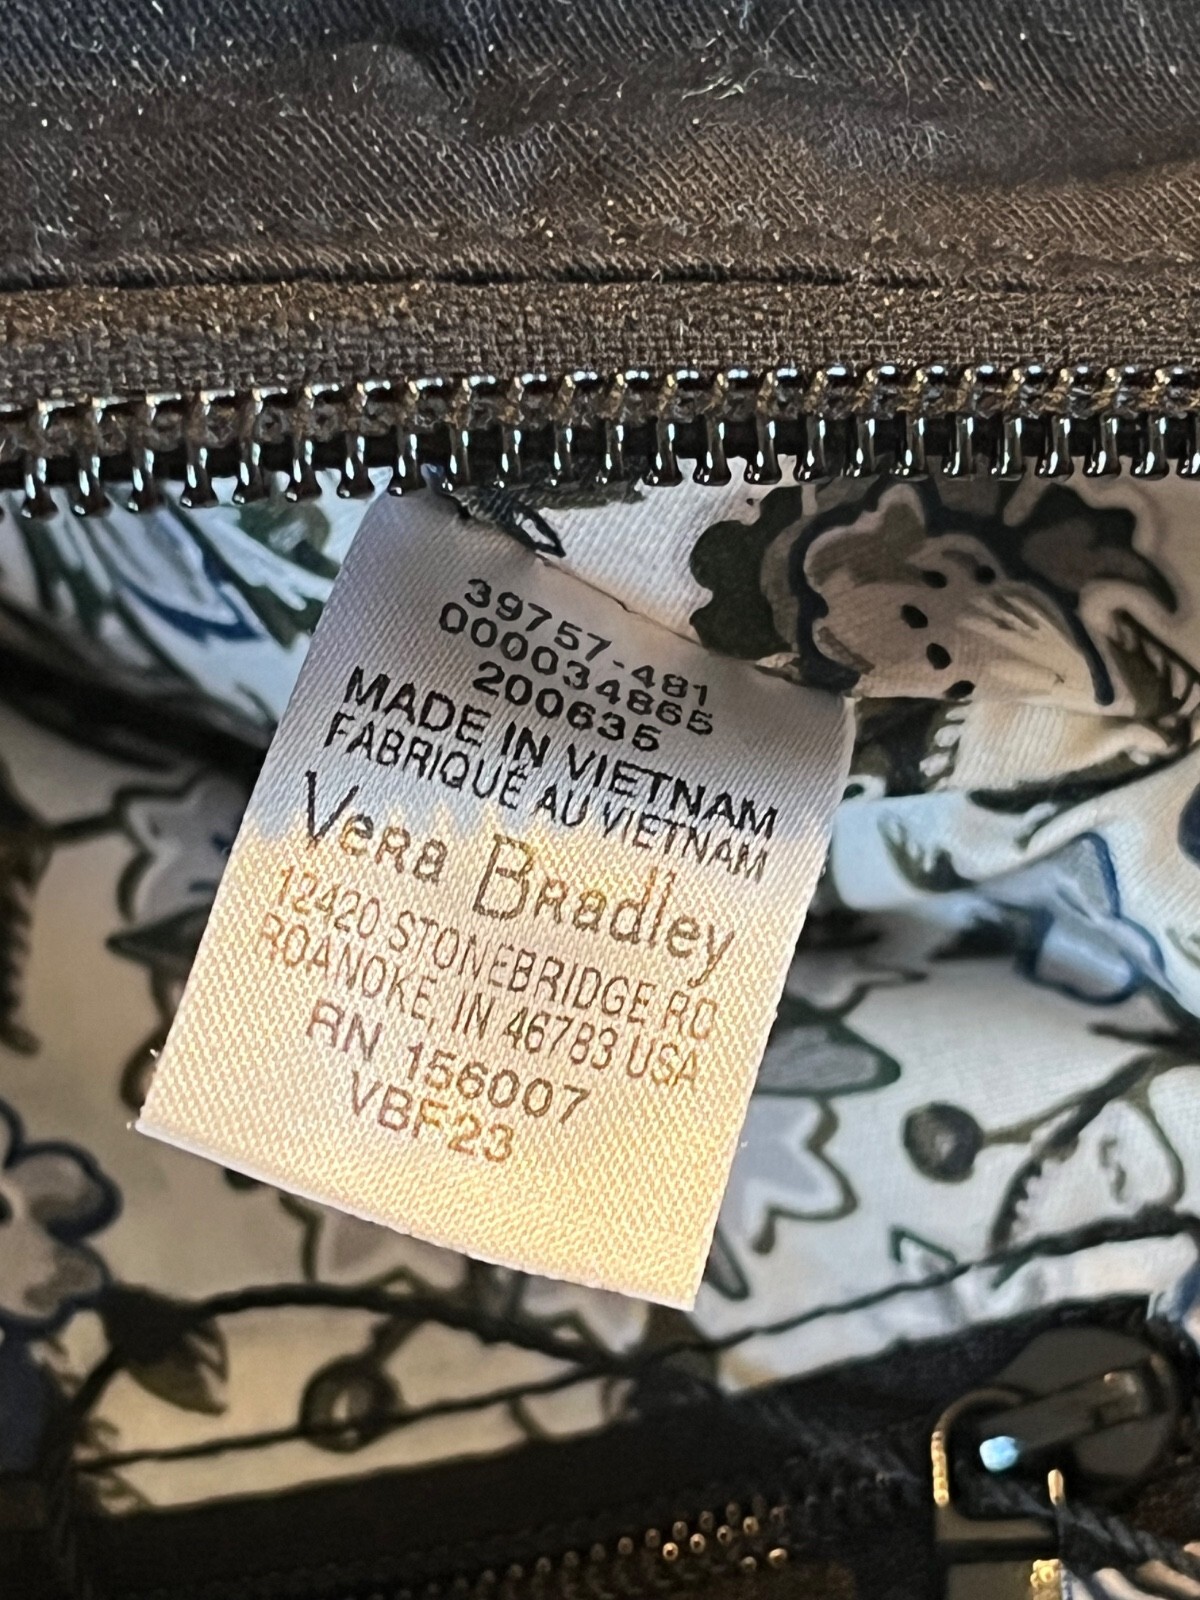 39757-481
000034865
200635
MADE IN VIETNAM
FABRIQUÉ AU VIETNAM
Vera Bradley
12420 STONEBRIDGE RD
ROANOKE, IN 46783 USA
RN 156007
VBF23